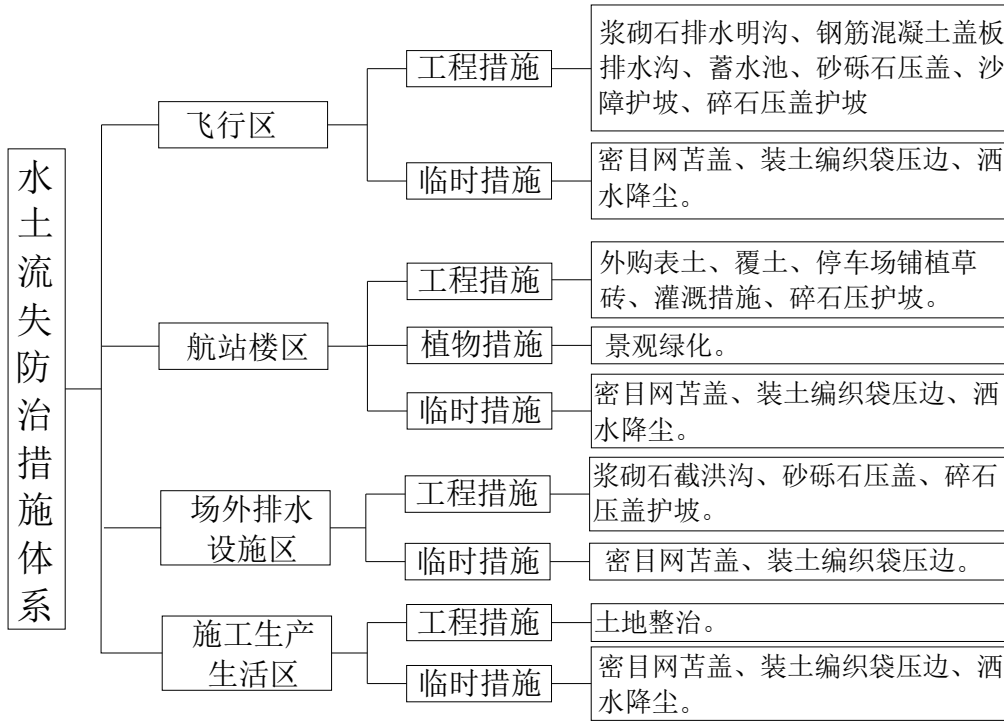 水土流失防治措施体系
飞行区
工程措施
浆砌石排水明沟、钢筋混凝土盖板
排水沟、蓄水池、砂砾石压盖、沙
障护坡、碎石压盖护坡
临时措施
密目网苫盖、装土编织袋压边、洒
水降尘。
航站楼区
工程措施
外购表土、覆土、停车场铺植草
砖、灌溉措施、碎石压护坡。
植物措施
景观绿化。
临时措施
密目网苫盖、装土编织袋压边、洒
水降尘。
场外排水
设施区
工程措施
浆砌石截洪沟、砂砾石压盖、碎石
压盖护坡。
临时措施
密目网苫盖、装土编织袋压边。
施工生产
生活区
工程措施
土地整治。
临时措施
密目网苫盖、装土编织袋压边、洒
水降尘。